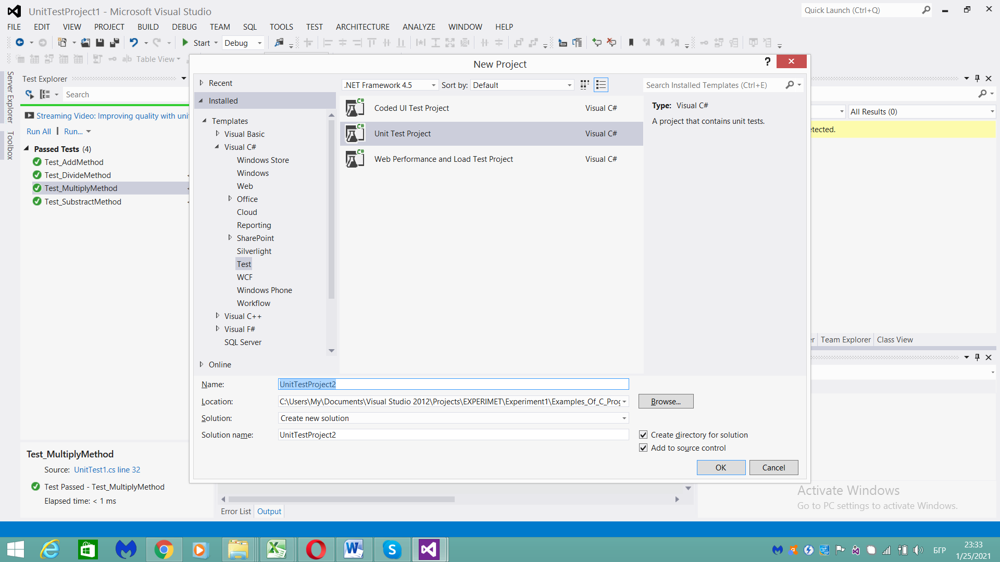 UnitTestProject1 - Microsoft Visual Studio
Quick Launch (Ctrl+Q)
FILE EDIT VIEW PROJECT BUILD DEBUG TEAM SQL TOOLS TEST ARCHITECTURE ANALYZE WINDOW HELP
Start Debug
Table View
New Project
Server Explorer
Toolbox
Test Explorer
Search
Streaming Video: Improving quality with uni
Run All | Run...
Passed Tests (4)
Test_AddMethod
Test_DivideMethod
Test_MultiplyMethod
Test_SubstractMethod
Test_MultiplyMethod
Source: UnitTest1.cs line 32
Test Passed - Test_MultiplyMethod
Elapsed time: < 1 ms
Recent
Installed
Templates
Visual Basic
Visual C#
Windows Store
Windows
Web
Office
Cloud
Reporting
SharePoint
Silverlight
Test
WCF
Windows Phone
Workflow
Visual C++
Visual F#
SQL Server
Online
.NET Framework 4.5 Sort by: Default
Search Installed Templates (Ctrl+E)
C# Coded UI Test Project Visual C#
C# Unit Test Project Visual C#
C# Web Performance and Load Test Project Visual C#
Type: Visual C#
A project that contains unit tests.
Name: UnitTestProject2
Location: C:\Users\My\Documents\Visual Studio 2012\Projects\EXPERIMET\Experiment1\Examples_Of_C_Prog
Browse...
Solution: Create new solution
Solution name: UnitTestProject2
Create directory for solution
Add to source control
OK Cancel
All Results (0)
etected.
er Team Explorer Class View
Error List Output
Activate Windows
Go to PC settings to activate Windows.
БГР
23:33
1/25/2021